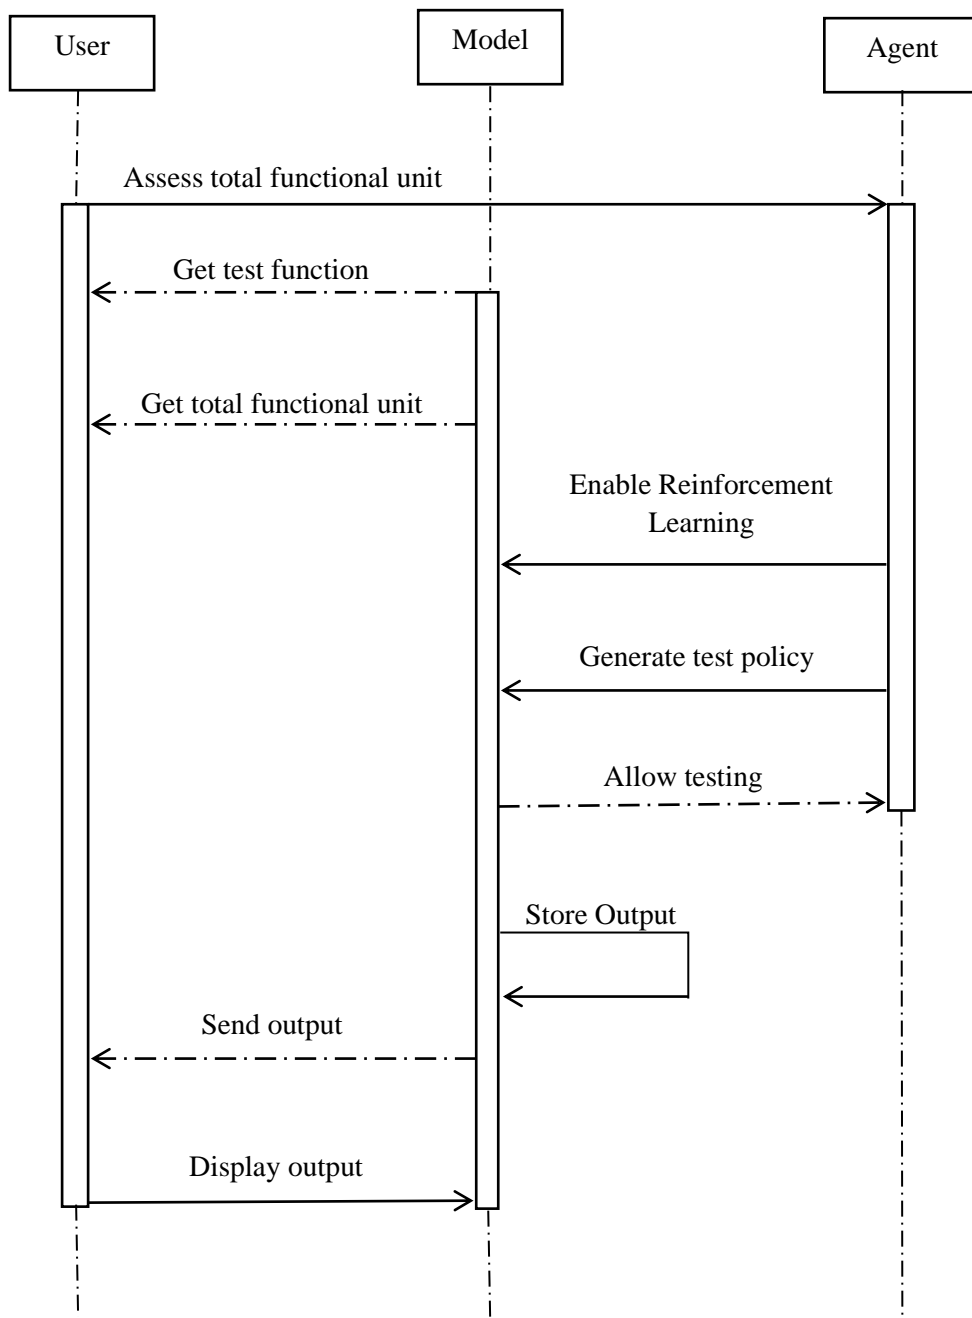 User
Model
Agent
Assess total functional unit
Get test function
Get total functional unit
Enable Reinforcement
Learning
Generate test policy
Allow testing
Store Output
Send output
Display output